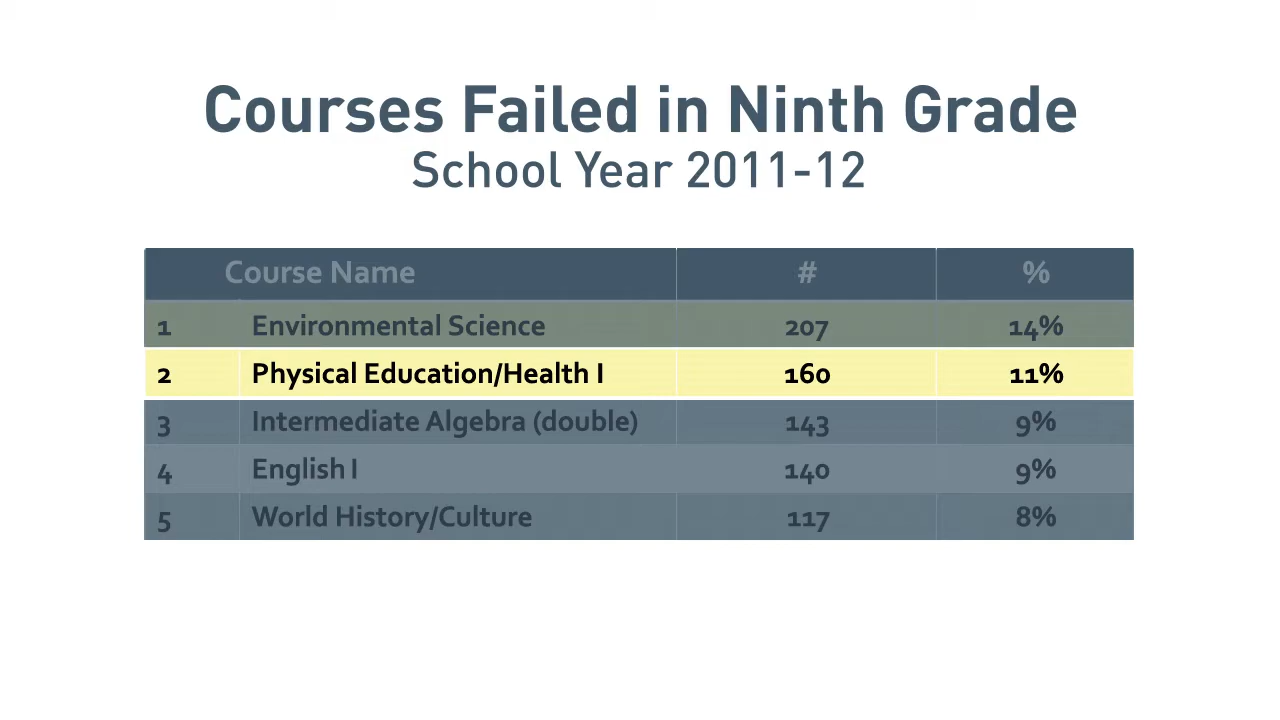 Courses Failed in Ninth Grade
School Year 2011-12
Course Name # %
1 Environmental Science 207 14%
2 Physical Education/Health I 160 11%
3 Intermediate Algebra (double) 143 9%
4 English I 140 9%
5 World History/Culture 117 8%